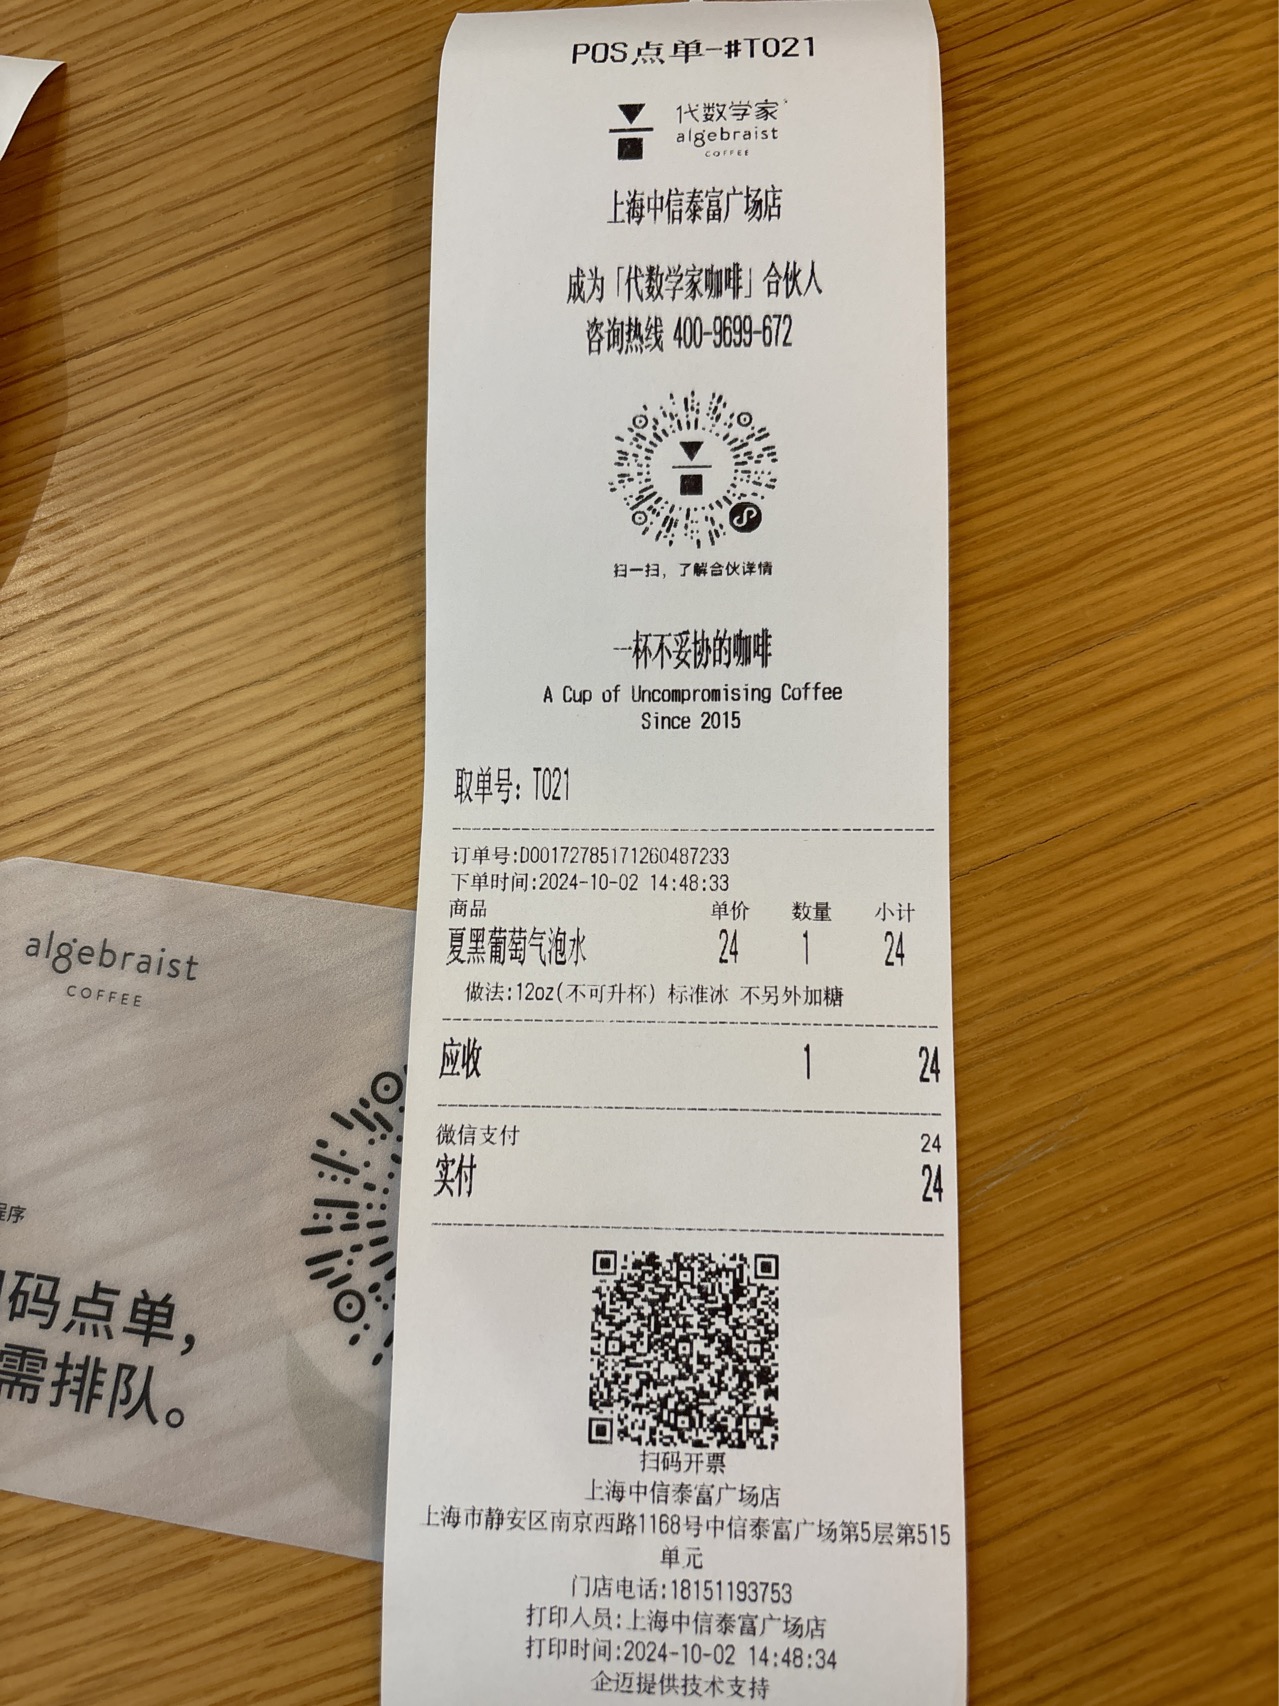 POS点单-#T021
代数学家
algebraist
COFFEE
上海中信泰富广场店
成为「代数学家咖啡」合伙人
咨询热线 400-9699-672
扫一扫，了解合伙详情
一杯不妥协的咖啡
A Cup of Uncompromising Coffee
Since 2015
取单号: T021
订单号:D00172785171260487233
下单时间:2024-10-02 14:48:33
商品 单价 数量 小计
夏黑葡萄气泡水 24 1 24
做法:12oz(不可升杯) 标准冰 不另外加糖
应收 1 24
微信支付 24
实付 24
扫码开票
上海中信泰富广场店
上海市静安区南京西路1168号中信泰富广场第5层第515
单元
门店电话:18151193753
打印人员:上海中信泰富广场店
打印时间:2024-10-02 14:48:34
企迈提供技术支持
algebraist
COFFEE
程序
码点单，
需排队。